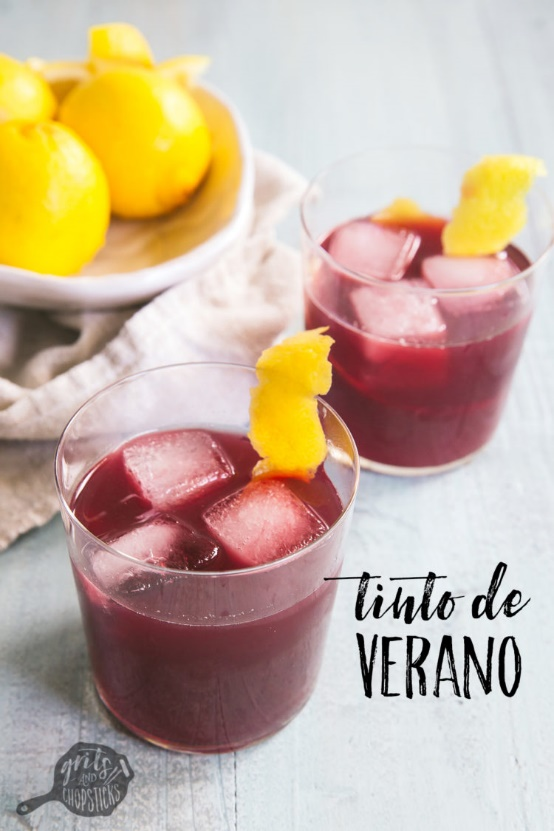 tinto de
VERANO
grits
AND
CHOPSTICKS